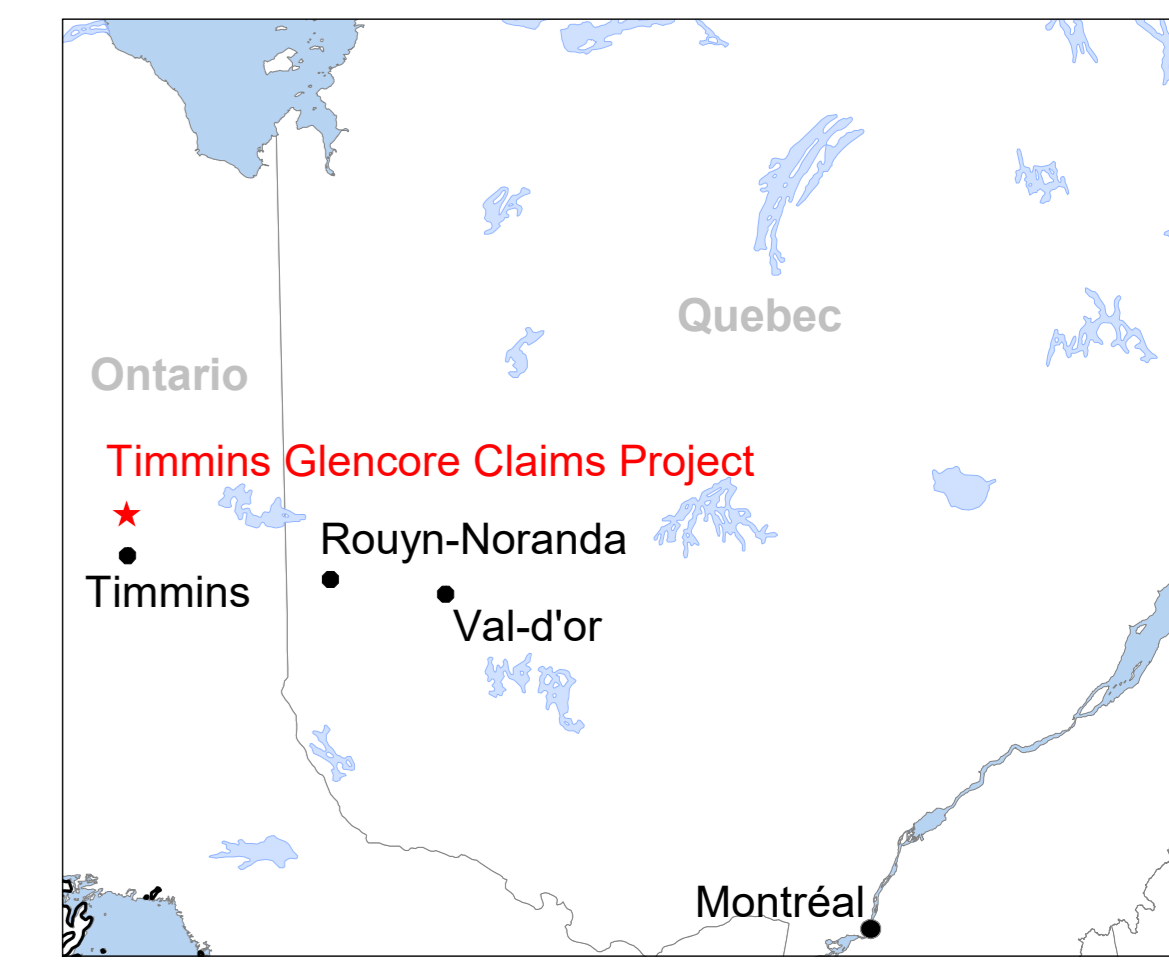 Quebec
Ontario
Timmins Glencore Claims Project
Rouyn-Noranda
Timmins
Val-d'or
Montréal